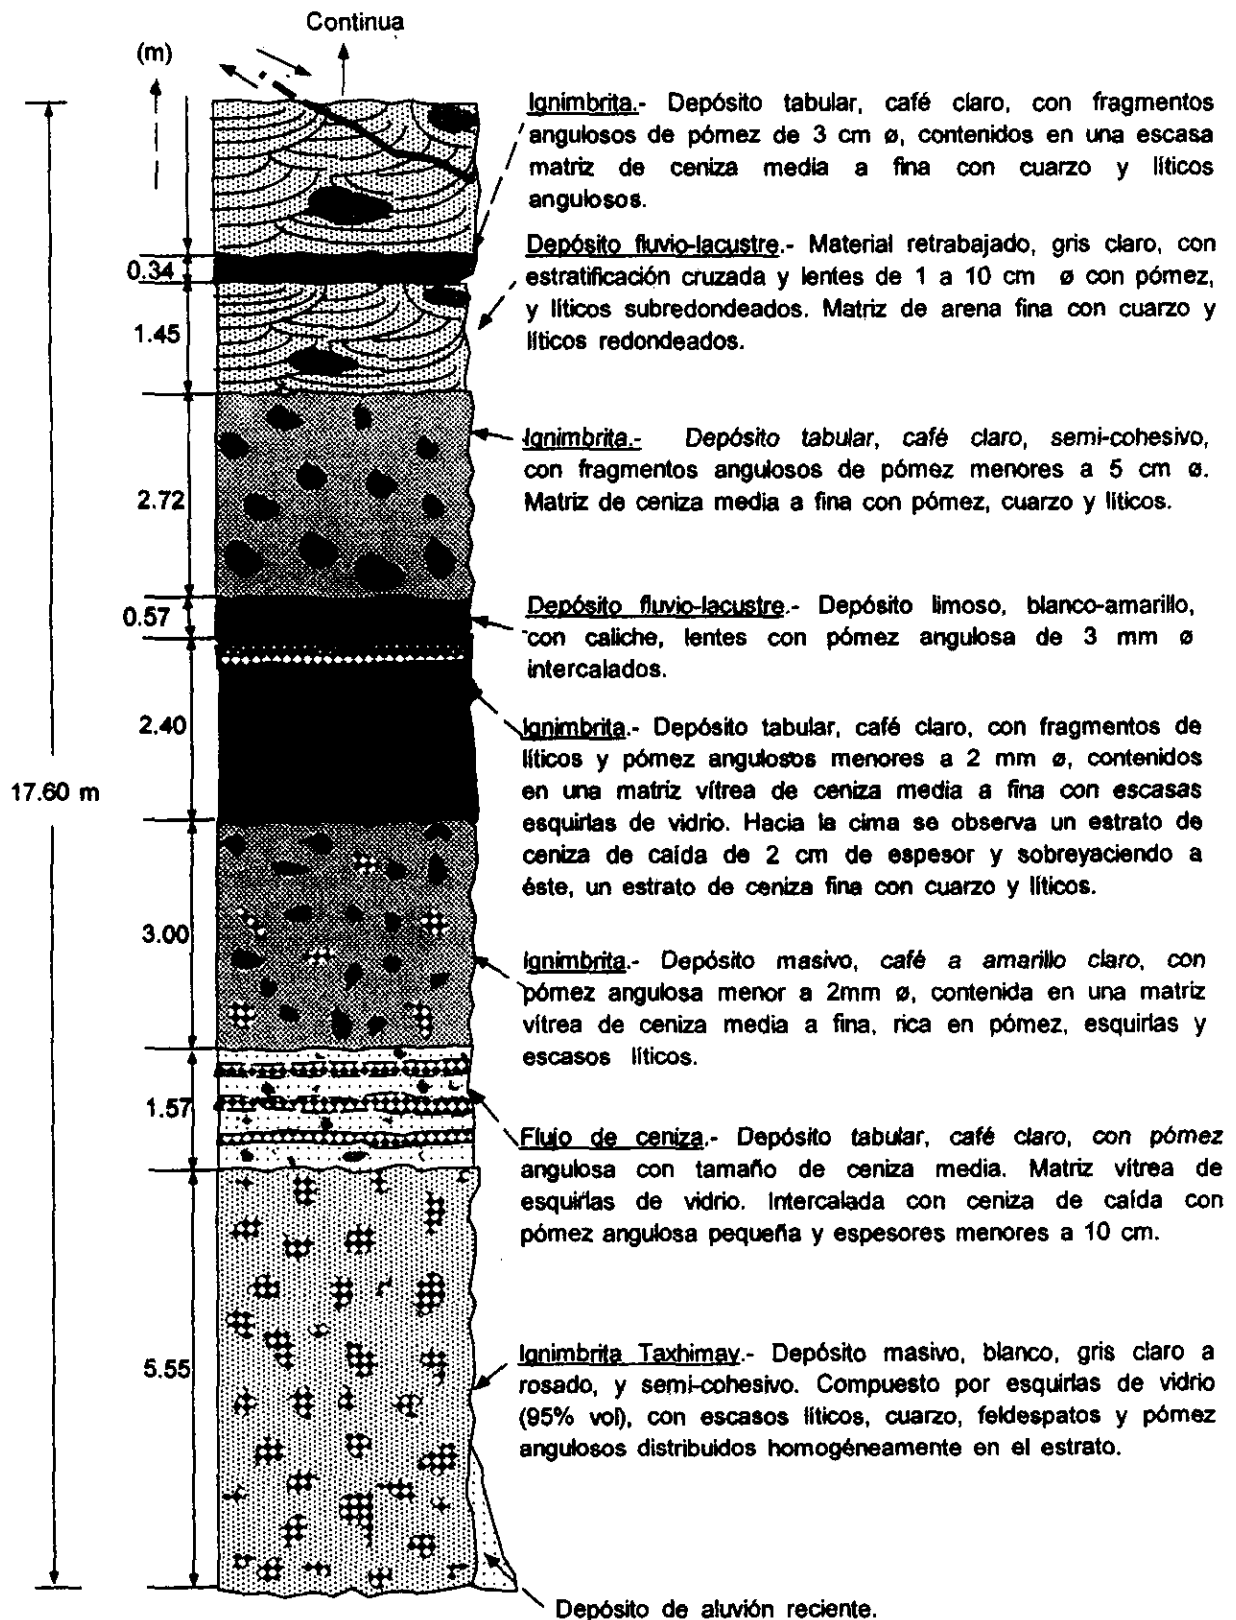 Continua
(m)
Ignimbrita.- Depósito tabular, café claro, con fragmentos
angulosos de pómez de 3 cm ø, contenidos en una escasa
matriz de ceniza media a fina con cuarzo y líticos
angulosos.
Depósito fluvio-lacustre.- Material retrabajado, gris claro, con
estratificación cruzada y lentes de 1 a 10 cm ø con pómez,
y líticos subredondeados. Matriz de arena fina con cuarzo y
líticos redondeados.
0.34
1.45
Ignimbrita.- Depósito tabular, café claro, semi-cohesivo,
con fragmentos angulosos de pómez menores a 5 cm ø.
Matriz de ceniza media a fina con pómez, cuarzo y líticos.
2.72
Depósito fluvio-lacustre.- Depósito limoso, blanco-amarillo,
con caliche, lentes con pómez angulosa de 3 mm ø
intercalados.
0.57
Ignimbrita.- Depósito tabular, café claro, con fragmentos de
líticos y pómez angulosos menores a 2 mm ø, contenidos
en una matriz vítrea de ceniza media a fina con escasas
esquirlas de vidrio. Hacia la cima se observa un estrato de
ceniza de caída de 2 cm de espesor y sobreyaciendo a
éste, un estrato de ceniza fina con cuarzo y líticos.
2.40
17.60 m
Ignimbrita.- Depósito masivo, café a amarillo claro, con
pómez angulosa menor a 2mm ø, contenida en una matriz
vítrea de ceniza media a fina, rica en pómez, esquirlas y
escasos líticos.
3.00
Flujo de ceniza.- Depósito tabular, café claro, con pómez
angulosa con tamaño de ceniza media. Matriz vítrea de
esquirlas de vidrio. Intercalada con ceniza de caída con
pómez angulosa pequeña y espesores menores a 10 cm.
1.57
Ignimbrita Taxhimay.- Depósito masivo, blanco, gris claro a
rosado, y semi-cohesivo. Compuesto por esquirlas de vidrio
(95% vol), con escasos líticos, cuarzo, feldespatos y pómez
angulosos distribuidos homogéneamente en el estrato.
5.55
Depósito de aluvión reciente.